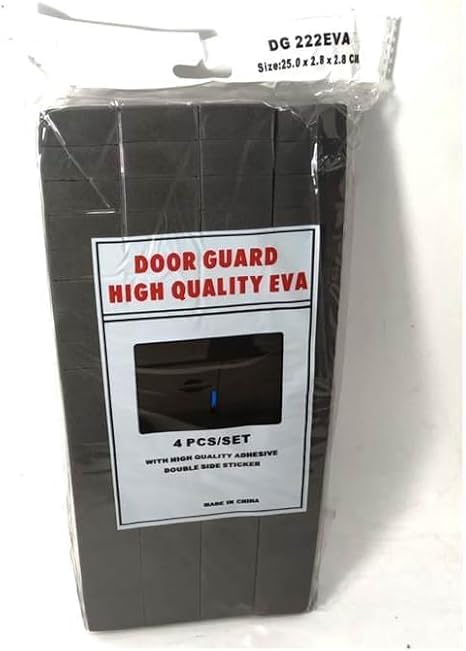 DG 222EVA
Size:25.0 x 2.8 x 2.8 CM
DOOR GUARD
HIGH QUALITY EVA
4 PCS/SET
WITH HIGH QUALITY ADHESIVE
DOUBLE SIDE STICKER
MADE IN CHINA